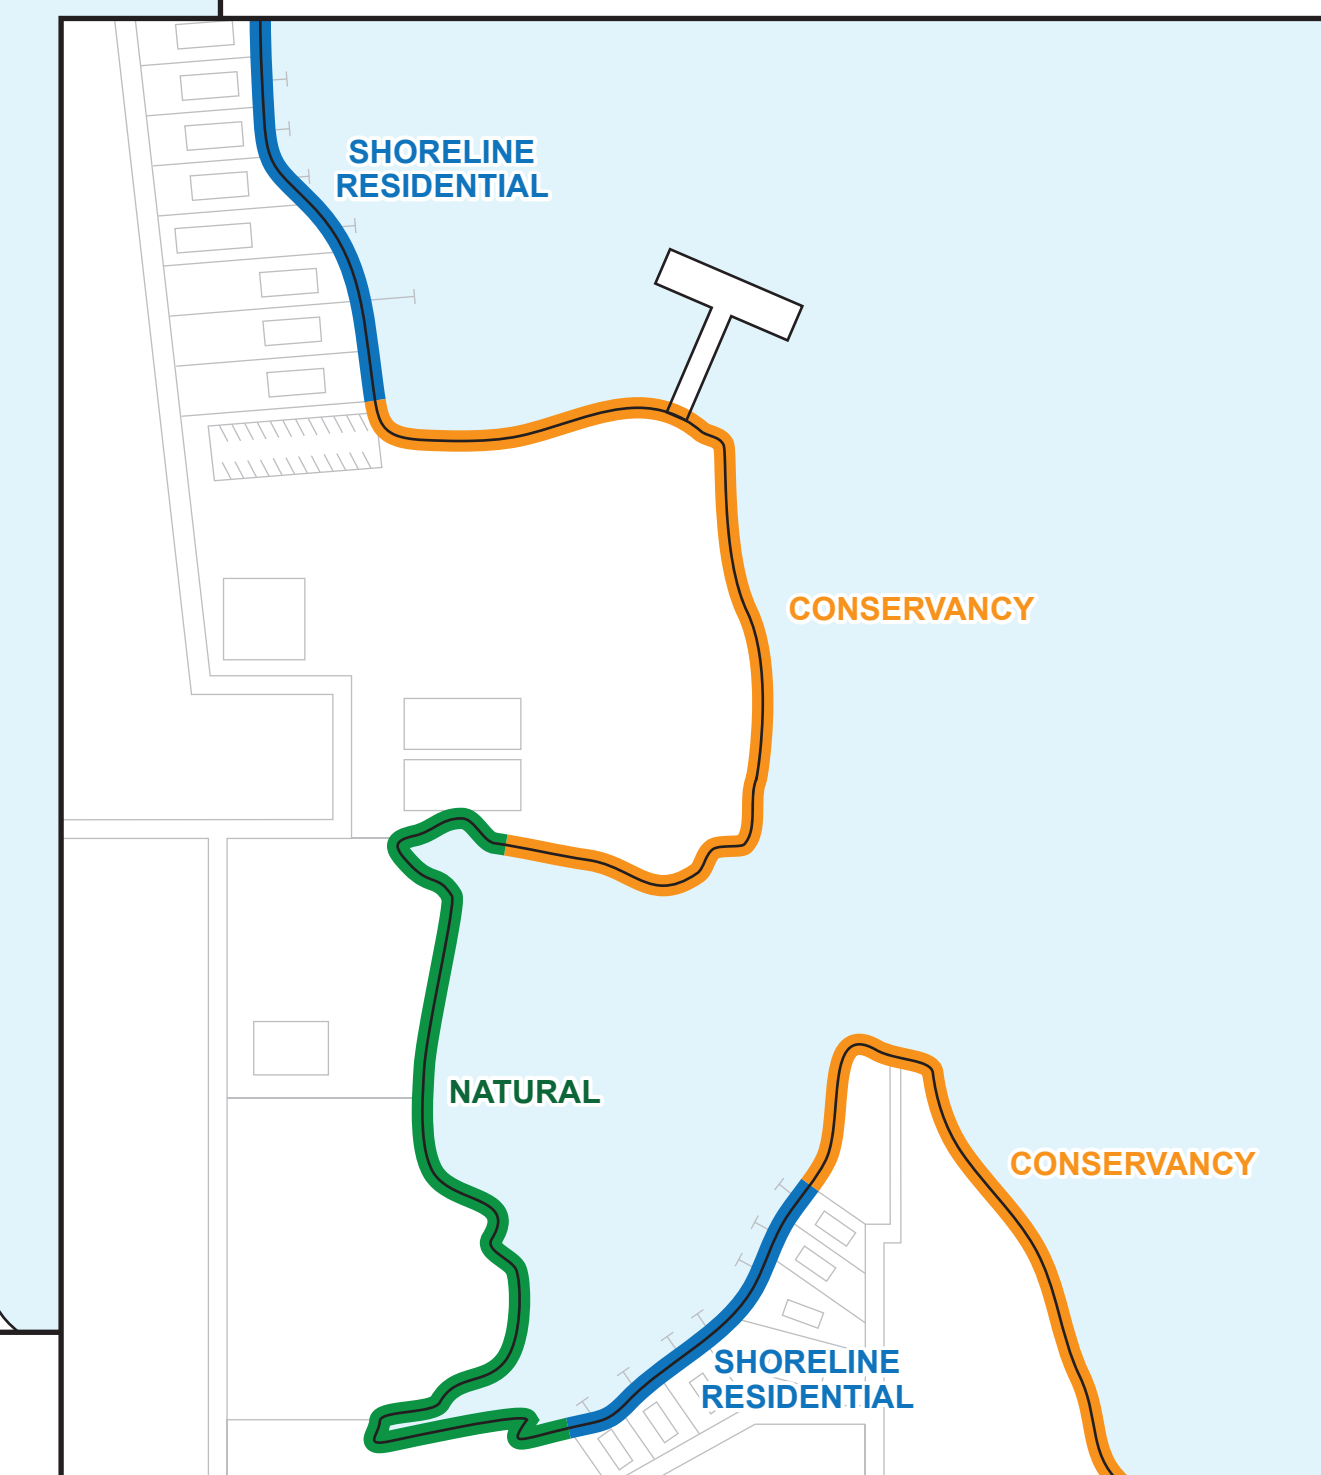 SHORELINE
RESIDENTIAL
CONSERVANCY
NATURAL
CONSERVANCY
SHORELINE
RESIDENTIAL